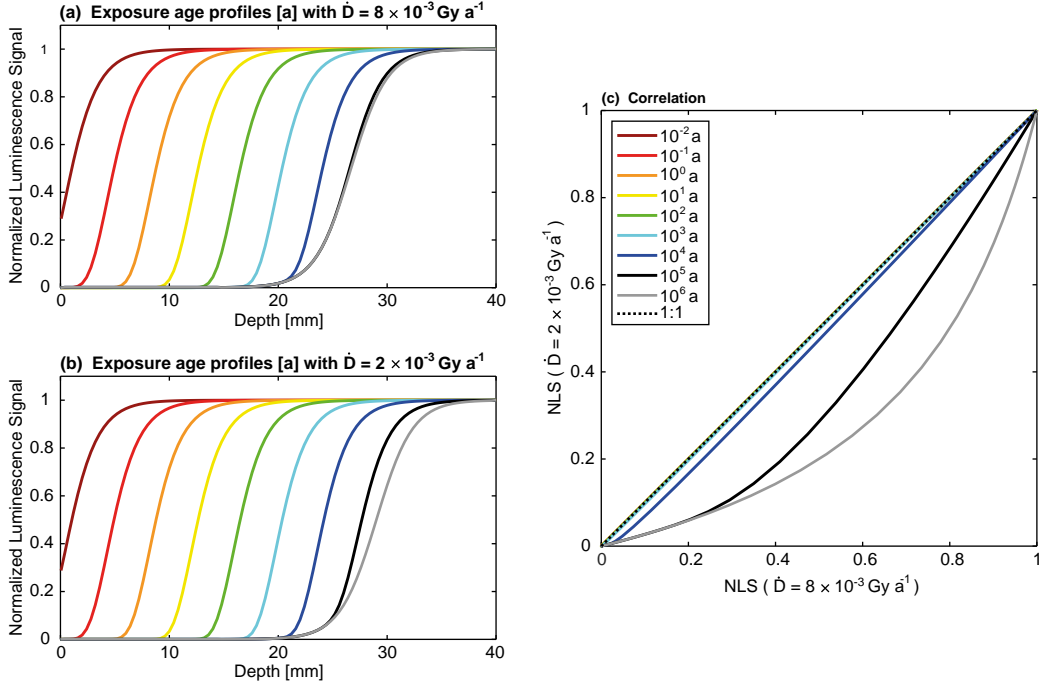 (a) Exposure age profiles [a] with Ḋ = 8 × 10⁻³ Gy a⁻¹
Normalized Luminescence Signal
1
0.8
0.6
0.4
0.2
0
0 10 20 30 40
Depth [mm]
(b) Exposure age profiles [a] with Ḋ = 2 × 10⁻³ Gy a⁻¹
Normalized Luminescence Signal
1
0.8
0.6
0.4
0.2
0
0 10 20 30 40
Depth [mm]
(c) Correlation
NLS ( Ḋ = 2 × 10⁻³ Gy a⁻¹)
1
0.8
0.6
0.4
0.2
0
10⁻² a
10⁻¹ a
10⁰ a
10¹ a
10² a
10³ a
10⁴ a
10⁵ a
10⁶ a
1:1
0 0.2 0.4 0.6 0.8 1
NLS ( Ḋ = 8 × 10⁻³ Gy a⁻¹)